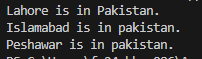 Lahore is in Pakistan.
Islamabad is in pakistan.
Peshawar is in pakistan.